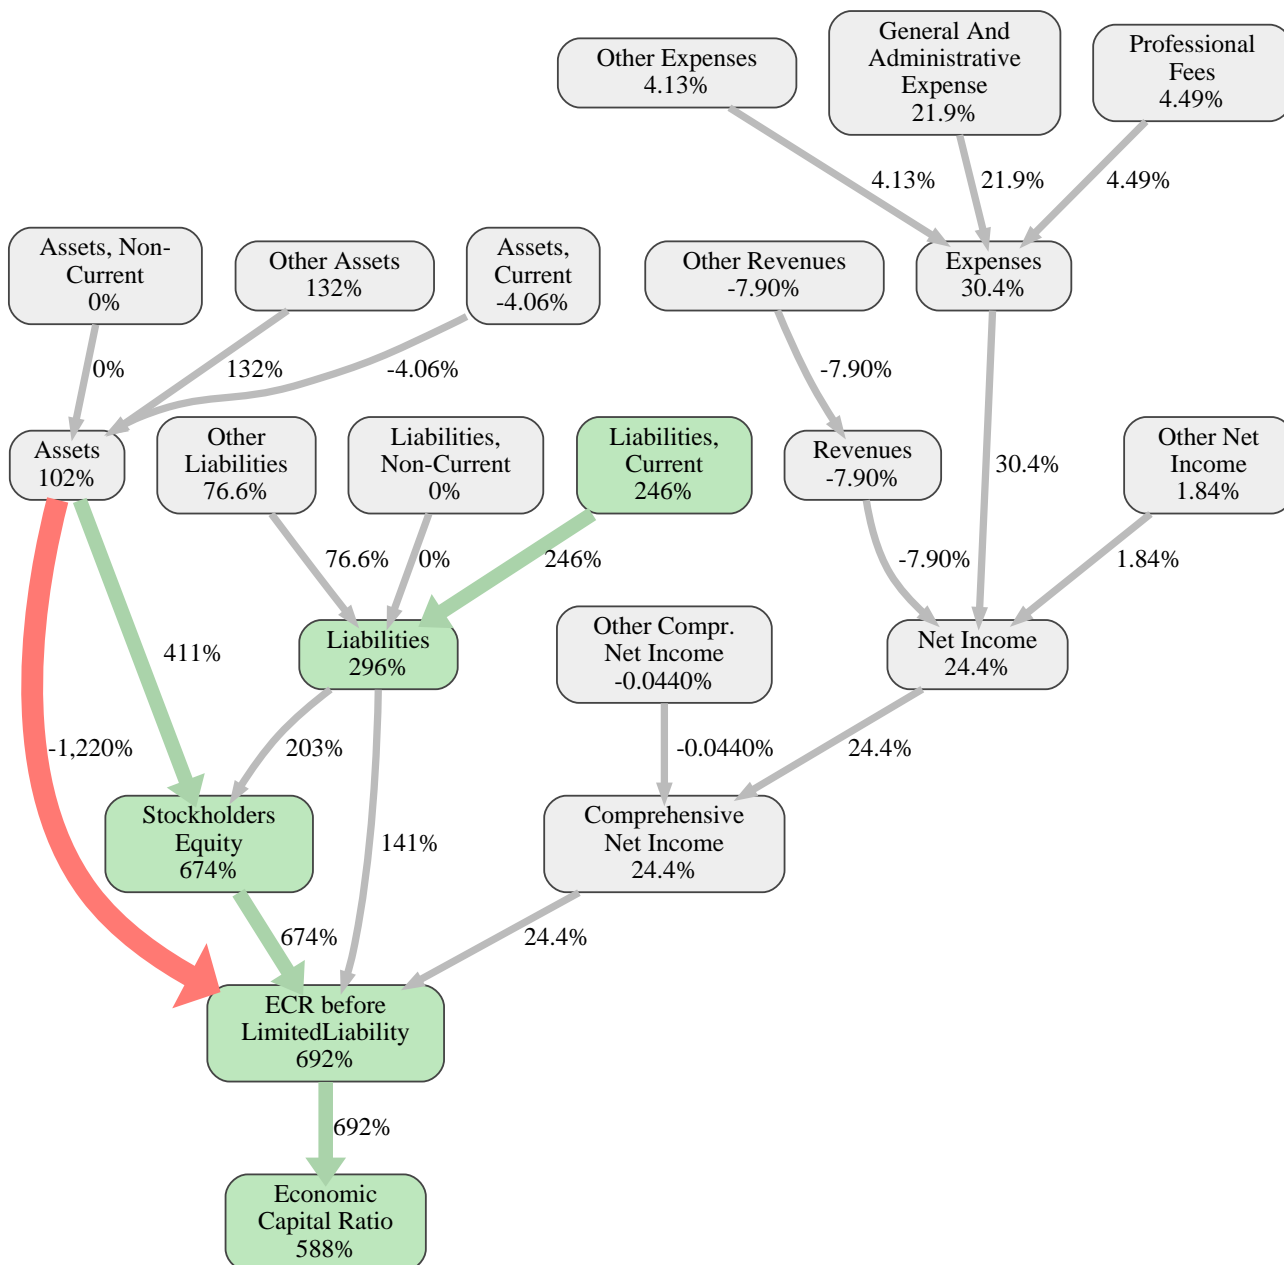 Other Expenses
4.13%
General And
Administrative
Expense
21.9%
Professional
Fees
4.49%
4.13%
21.9%
4.49%
Assets, Non-
Current
0%
Other Assets
132%
Assets,
Current
-4.06%
Other Revenues
-7.90%
Expenses
30.4%
0%
132%
-4.06%
-7.90%
Assets
102%
Other
Liabilities
76.6%
Liabilities,
Non-Current
0%
Liabilities,
Current
246%
Revenues
-7.90%
30.4%
Other Net
Income
1.84%
76.6%
0%
246%
-7.90%
1.84%
411%
Liabilities
296%
Other Compr.
Net Income
-0.0440%
Net Income
24.4%
-1,220%
203%
-0.0440%
24.4%
Stockholders
Equity
674%
141%
Comprehensive
Net Income
24.4%
674%
24.4%
ECR before
LimitedLiability
692%
692%
Economic
Capital Ratio
588%